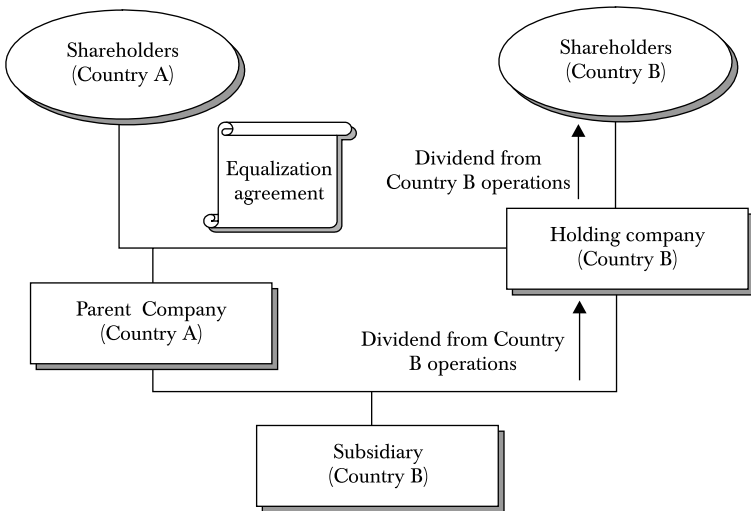 Shareholders
(Country A)
Shareholders
(Country B)
Equalization
agreement
Dividend from
Country B operations
Holding company
(Country B)
Parent Company
(Country A)
Dividend from Country
B operations
Subsidiary
(Country B)